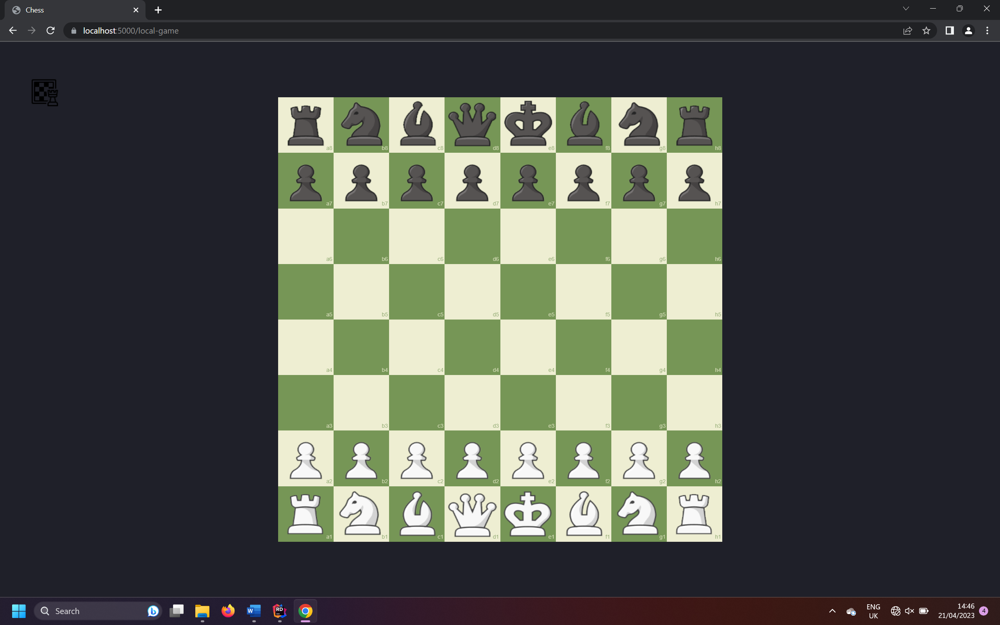 Chess
localhost:5000/local-game
a8 b8 c8 d8 e8 f8 g8 h8
a7 b7 c7 d7 e7 f7 g7 h7
a6 b6 c6 d6 e6 f6 g6 h6
a5 b5 c5 d5 e5 f5 g5 h5
a4 b4 c4 d4 e4 f4 g4 h4
a3 b3 c3 d3 e3 f3 g3 h3
a2 b2 c2 d2 e2 f2 g2 h2
a1 b1 c1 d1 e1 f1 g1 h1
Search
W
RD
ENG
UK
14:46
21/04/2023
4